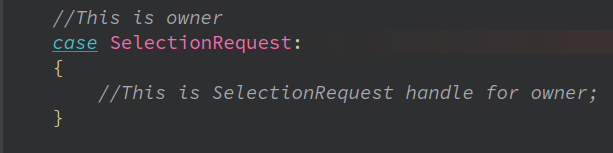 //This is owner
case SelectionRequest:
{
//This is SelectionRequest handle for owner;
}